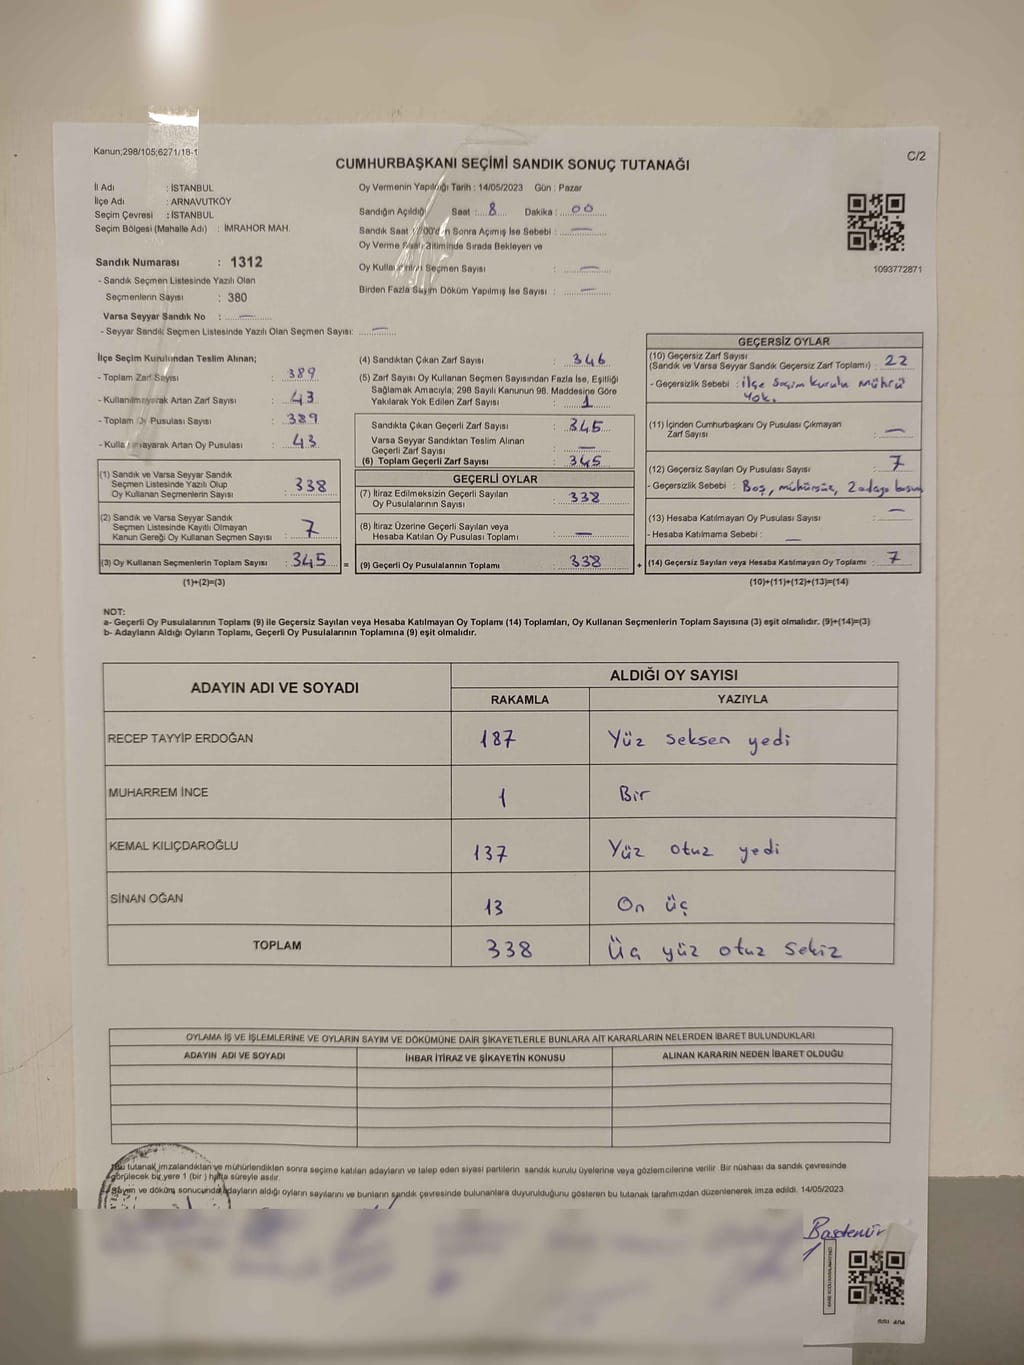 Kanun;298/105;6271/18-1
C/2
CUMHURBAŞKANI SEÇİMİ SANDIK SONUÇ TUTANAĞI
İl Adı : İSTANBUL
İlçe Adı : ARNAVUTKÖY
Seçim Çevresi : İSTANBUL
Seçim Bölgesi (Mahalle Adı) : İMRAHOR MAH.
Sandık Numarası : 1312
- Sandık Seçmen Listesinde Yazılı Olan
Seçmenlerin Sayısı : 380
Varsa Seyyar Sandık No : —
- Seyyar Sandık Seçmen Listesinde Yazılı Olan Seçmen Sayısı: —
Oy Vermenin Yapıldığı Tarih : 14/05/2023 Gün : Pazar
Sandığın Açıldığı Saat : 8 Dakika : 00
Sandık Saat Sonra Açımış İse Sebebi : —
Oy Verme Bitiminde Sırada Bekleyen ve
Oy Seçmen Sayısı : —
Birden Fazla Sayım Döküm Yapılmış İse Sayısı : —
1093772871
İlçe Seçim Kurulundan Teslim Alınan;
- Toplam Zarf Sayısı : 389
- Kullanılmayarak Artan Zarf Sayısı : 43
- Toplam Oy Pusulası Sayısı : 389
- Artan Oy Pusulası : 43
(1) Sandık ve Varsa Seyyar Sandık
Seçmen Listesinde Yazılı Olup
Oy Kullanan Seçmenlerin Sayısı : 338
(2) Sandık ve Varsa Seyyar Sandık
Seçmen Listesinde Kayıtlı Olmayan
Kanun Gereği Oy Kullanan Seçmen Sayısı : 7
(3) Oy Kullanan Seçmenlerin Toplam Sayısı : 345 =
(1)+(2)=(3)
(4) Sandıktan Çıkan Zarf Sayısı : 346
(5) Zarf Sayısı Oy Kullanan Seçmen Sayısından Fazla İse, Eşitliği
Sağlamak Amacıyla; 298 Sayılı Kanunun 98. Maddesine Göre
Yakılarak Yok Edilen Zarf Sayısı : 1
Sandıkta Çıkan Geçerli Zarf Sayısı : 345
Varsa Seyyar Sandıktan Teslim Alınan
Geçerli Zarf Sayısı : —
(6) Toplam Geçerli Zarf Sayısı : 345
GEÇERLİ OYLAR
(7) İtiraz Edilmeksizin Geçerli Sayılan
Oy Pusulalarının Sayısı : 338
(8) İtiraz Üzerine Geçerli Sayılan veya
Hesaba Katılan Oy Pusulası Toplamı : —
(9) Geçerli Oy Pusulalarının Toplamı : 338 +
GEÇERSİZ OYLAR
(10) Geçersiz Zarf Sayısı
(Sandık ve Varsa Seyyar Sandık Geçersiz Zarf Toplamı) : 22
- Geçersizlik Sebebi : ilçe Seçim kurulu mührü
yok.
(11) İçinden Cumhurbaşkanı Oy Pusulası Çıkmayan
Zarf Sayısı : —
(12) Geçersiz Sayılan Oy Pusulası Sayısı : 7
- Geçersizlik Sebebi : Boş, mühürsüz, 2 adaya
(13) Hesaba Katılmayan Oy Pusulası Sayısı : —
- Hesaba Katılmama Sebebi : —
(14) Geçersiz Sayılan veya Hesaba Katılmayan Oy Toplamı : 7
(10)+(11)+(12)+(13)=(14)
NOT:
a- Geçerli Oy Pusulalarının Toplamı (9) ile Geçersiz Sayılan veya Hesaba Katılmayan Oy Toplamı (14) Toplamları, Oy Kullanan Seçmenlerin Toplam Sayısına (3) eşit olmalıdır. (9)+(14)=(3)
b- Adayların Aldığı Oyların Toplamı, Geçerli Oy Pusulalarının Toplamına (9) eşit olmalıdır.
ADAYIN ADI VE SOYADI
ALDIĞI OY SAYISI
RAKAMLA YAZIYLA
RECEP TAYYİP ERDOĞAN 187 Yüz seksen yedi
MUHARREM İNCE 1 Bir
KEMAL KILIÇDAROĞLU 137 Yüz otuz yedi
SİNAN OĞAN 13 On üç
TOPLAM 338 Üç yüz otuz sekiz
OYLAMA İŞ VE İŞLEMLERİNE VE OYLARIN SAYIM VE DÖKÜMÜNE DAİR ŞİKAYETLERLE BUNLARA AİT KARARLARIN NELERDEN İBARET BULUNDUKLARI
ADAYIN ADI VE SOYADI İHBAR İTİRAZ VE ŞİKAYETİN KONUSU ALINAN KARARIN NEDEN İBARET OLDUĞU
Bu tutanak imzalandıktan ve mühürlendikten sonra seçime katılan adayların ve talep eden siyasi partilerin sandık kurulu üyelerine veya gözlemcilerine verilir. Bir nüshası da sandık çevresinde
görülecek bir yere 1 (bir) hafta süreyle asılır.
Sayım ve döküm sonucunda adayların aldığı oyların sayılarını ve bunların sandık çevresinde bulunanlara duyurulduğunu gösteren bu tutanak tarafımızdan düzenlenerek imza edildi. 14/05/2023